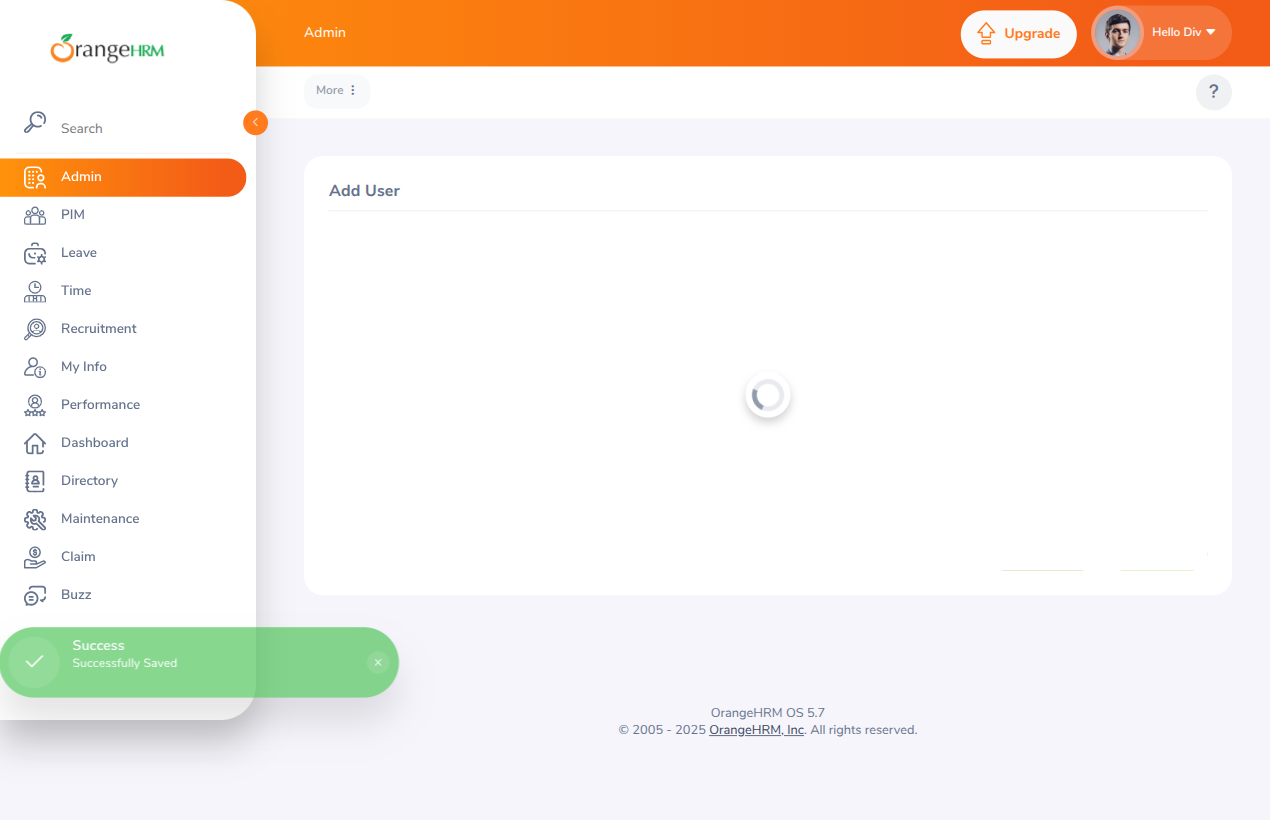 OrangeHRM
Admin
Upgrade
Hello Div
More
?
Search
Admin
PIM
Leave
Time
Recruitment
My Info
Performance
Dashboard
Directory
Maintenance
Claim
Buzz
Add User
Success
Successfully Saved
OrangeHRM OS 5.7
© 2005 - 2025 OrangeHRM, Inc. All rights reserved.